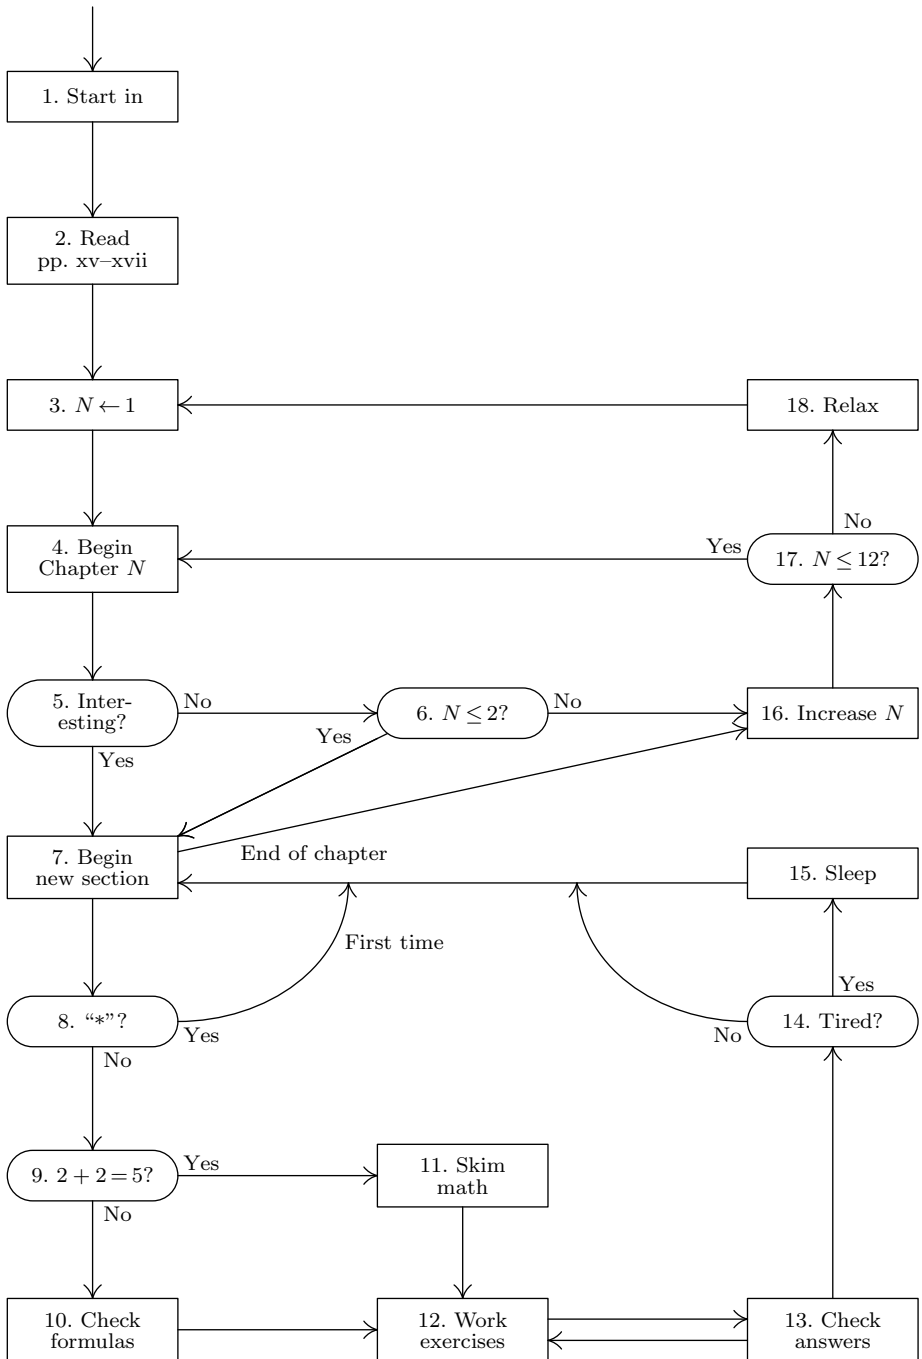 1. Start in
2. Read
pp. xv–xvii
3. N ← 1
18. Relax
No
4. Begin
Chapter N
Yes
17. N ≤ 12?
5. Inter-
esting?
No
6. N ≤ 2?
No
16. Increase N
Yes
Yes
7. Begin
new section
End of chapter
15. Sleep
First time
Yes
8. “*”?
Yes
No
14. Tired?
No
9. 2 + 2 = 5?
Yes
11. Skim
math
No
10. Check
formulas
12. Work
exercises
13. Check
answers